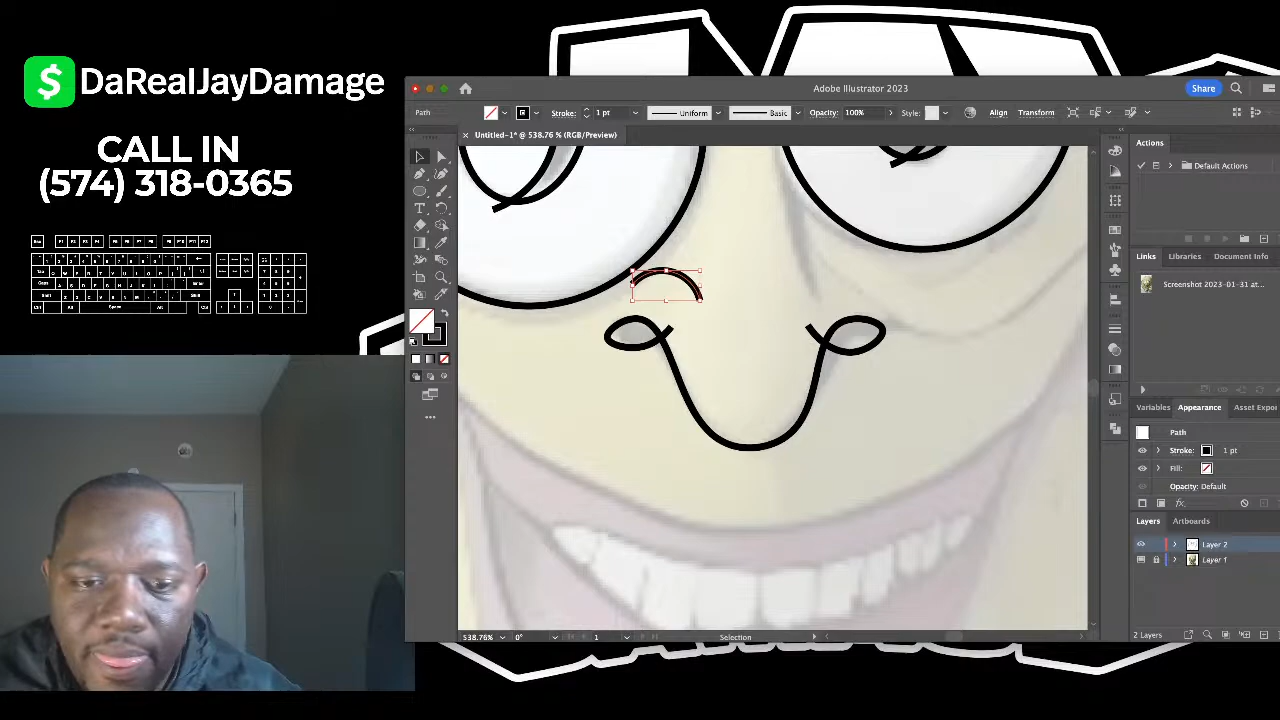 $ DaRealJayDamage
CALL IN
(574) 318-0365
Adobe Illustrator 2023
Share
Path
Stroke:
1 pt
Uniform
Basic
Opacity:
100%
Style:
Align
Transform
Untitled-1* @ 538.76 % (RGB/Preview)
Actions
Default Actions
Links
Libraries
Document Info
Screenshot 2023-01-31 at...
Variables
Appearance
Asset Expor
Path
Stroke:
1 pt
Fill:
Opacity: Default
fx
Layers
Artboards
Layer 2
Layer 1
2 Layers
538.76%
0°
1
Selection